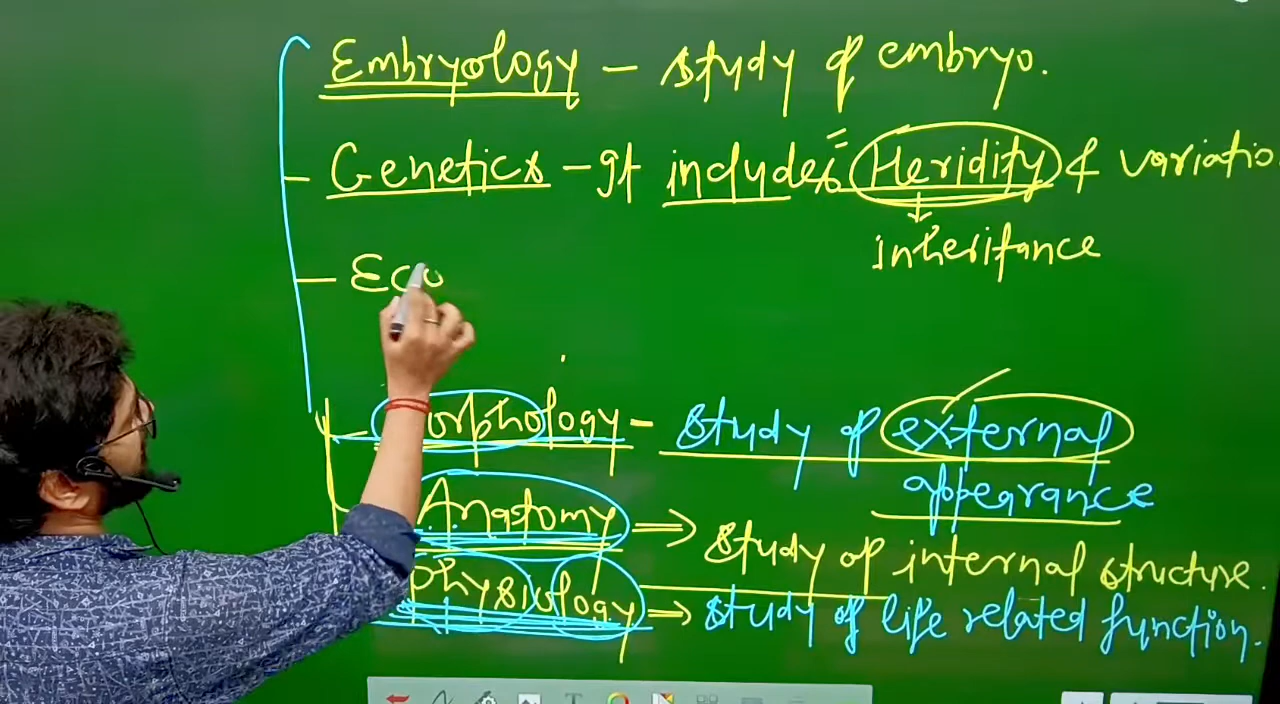 Embryology – study of embryo.
Genetics – It includes Heridity & variatio
inheritance
Eco
orphology – study of external
appearance
Anatomy ⇒ study of internal structure.
physiology ⇒ study of life related function.